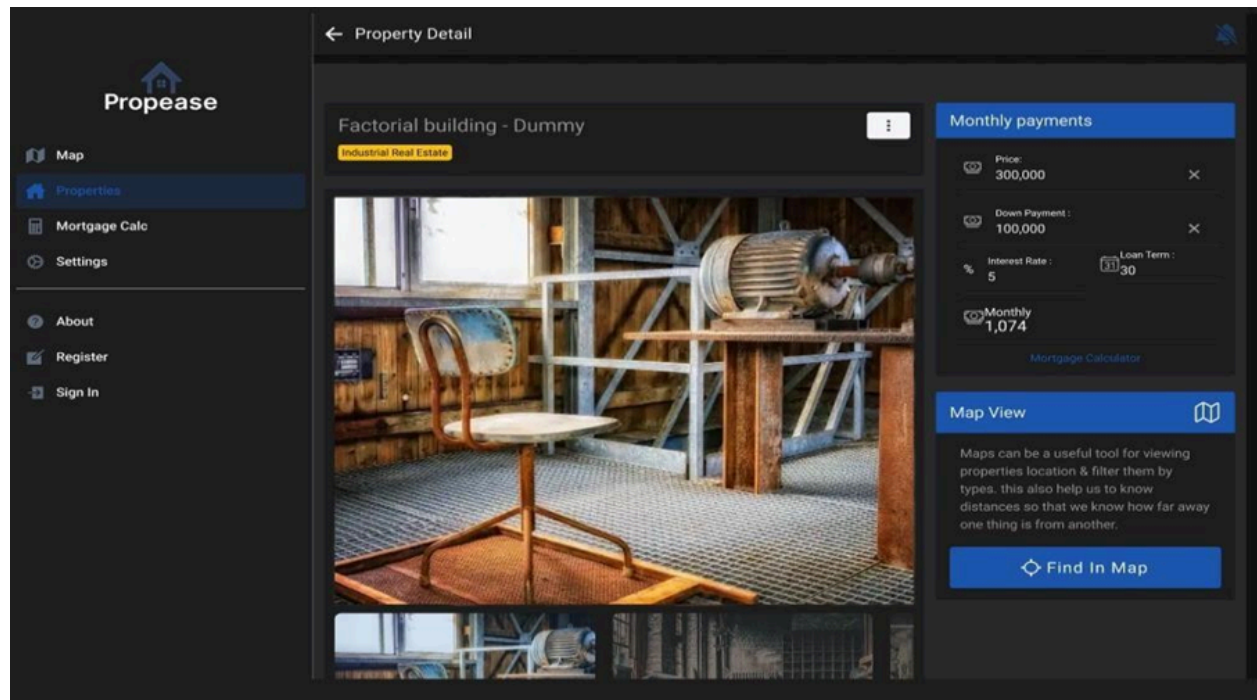 Propease
Map
Properties
Mortgage Calc
Settings
About
Register
Sign In
Property Detail
Factorial building - Dummy
Industrial Real Estate
Monthly payments
Price:
300,000
Down Payment :
100,000
% Interest Rate :
5
31 Loan Term :
30
Monthly
1,074
Mortgage Calculator
Map View
Maps can be a useful tool for viewing
properties location & filter them by
types. this also help us to know
distances so that we know how far away
one thing is from another.
Find In Map